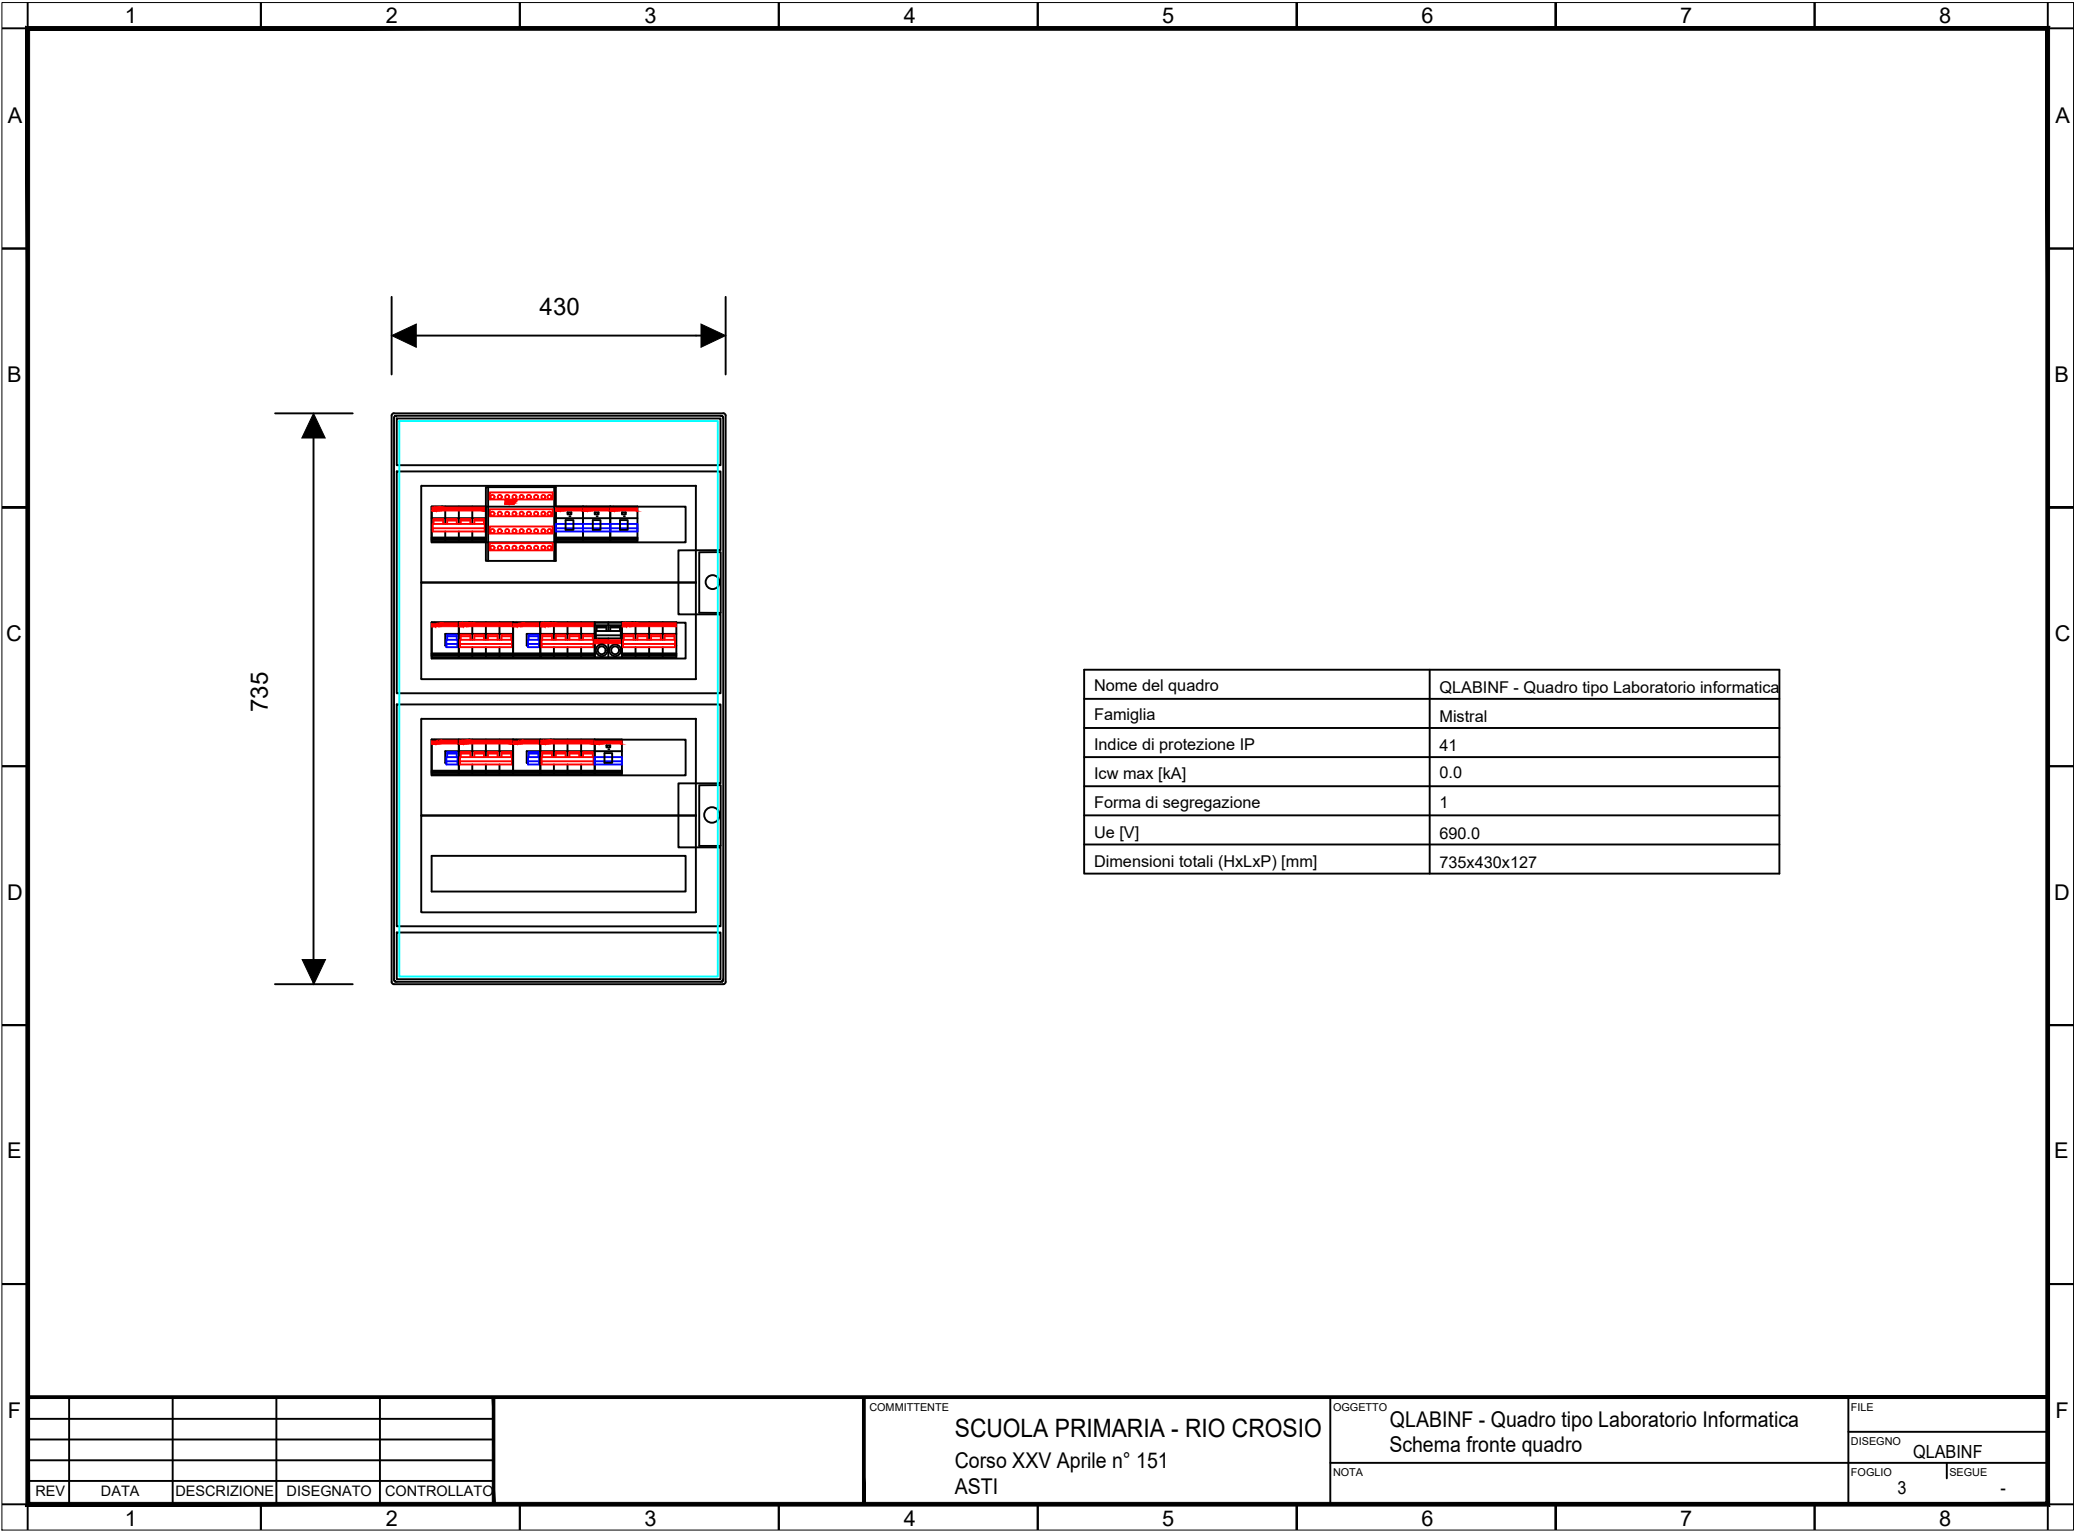 1 2 3 4 5 6 7 8
A A
B B
C C
D D
E E
F F
430
735
Nome del quadro QLABINF - Quadro tipo Laboratorio informatica
Famiglia Mistral
Indice di protezione IP 41
Icw max [kA] 0.0
Forma di segregazione 1
Ue [V] 690.0
Dimensioni totali (HxLxP) [mm] 735x430x127
REV DATA DESCRIZIONE DISEGNATO CONTROLLATO
COMMITTENTE
SCUOLA PRIMARIA - RIO CROSIO
Corso XXV Aprile n° 151
ASTI
OGGETTO
QLABINF - Quadro tipo Laboratorio Informatica
Schema fronte quadro
NOTA
FILE
DISEGNO
QLABINF
FOGLIO SEGUE
3 -
1 2 3 4 5 6 7 8